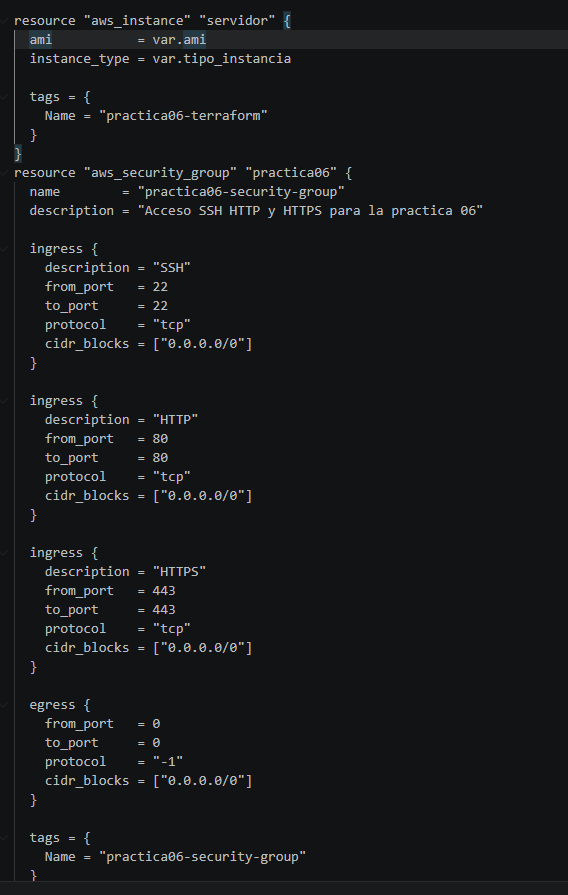 resource "aws_instance" "servidor" {
  ami           = var.ami
  instance_type = var.tipo_instancia

  tags = {
    Name = "practica06-terraform"
  }
}
resource "aws_security_group" "practica06" {
  name        = "practica06-security-group"
  description = "Acceso SSH HTTP y HTTPS para la practica 06"

  ingress {
    description = "SSH"
    from_port   = 22
    to_port     = 22
    protocol    = "tcp"
    cidr_blocks = ["0.0.0.0/0"]
  }

  ingress {
    description = "HTTP"
    from_port   = 80
    to_port     = 80
    protocol    = "tcp"
    cidr_blocks = ["0.0.0.0/0"]
  }

  ingress {
    description = "HTTPS"
    from_port   = 443
    to_port     = 443
    protocol    = "tcp"
    cidr_blocks = ["0.0.0.0/0"]
  }

  egress {
    from_port   = 0
    to_port     = 0
    protocol    = "-1"
    cidr_blocks = ["0.0.0.0/0"]
  }

  tags = {
    Name = "practica06-security-group"
  }